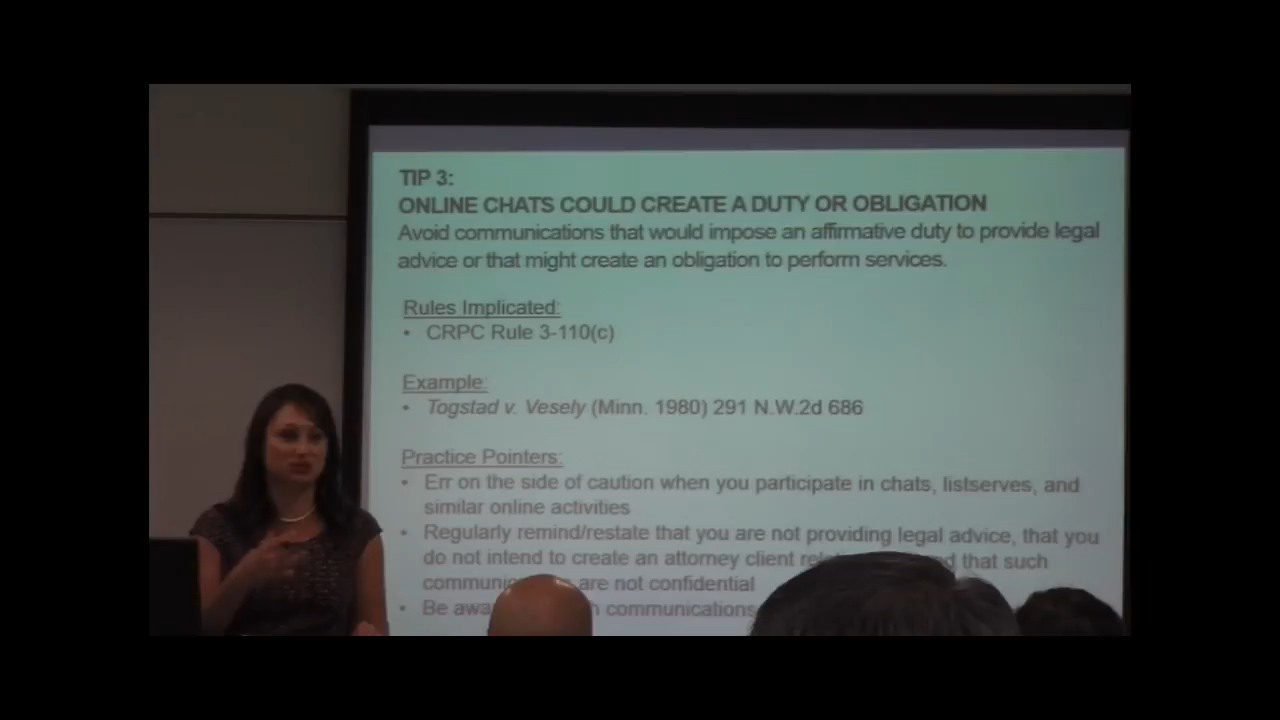 TIP 3:
ONLINE CHATS COULD CREATE A DUTY OR OBLIGATION
Avoid communications that would impose an affirmative duty to provide legal
advice or that might create an obligation to perform services.
Rules Implicated:
• CRPC Rule 3-110(c)
Example:
• Togstad v. Vesely (Minn. 1980) 291 N.W.2d 686
Practice Pointers:
• Err on the side of caution when you participate in chats, listserves, and
similar online activities
• Regularly remind/restate that you are not providing legal advice, that you
do not intend to create an attorney client that such
are not confidential
• Be communications